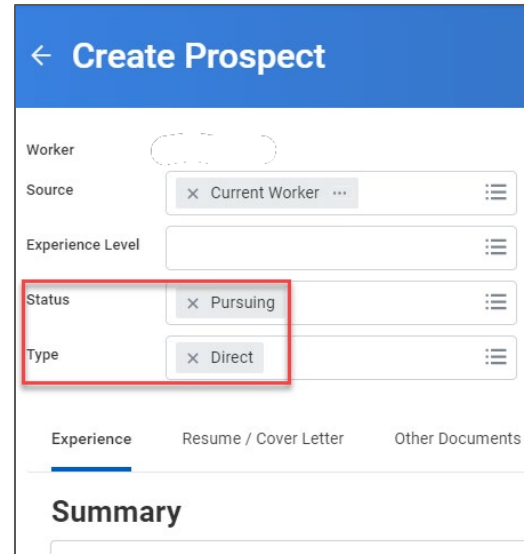 Create Prospect
Worker
Source Current Worker
Experience Level
Status Pursuing
Type Direct
Experience Resume / Cover Letter Other Documents
Summary